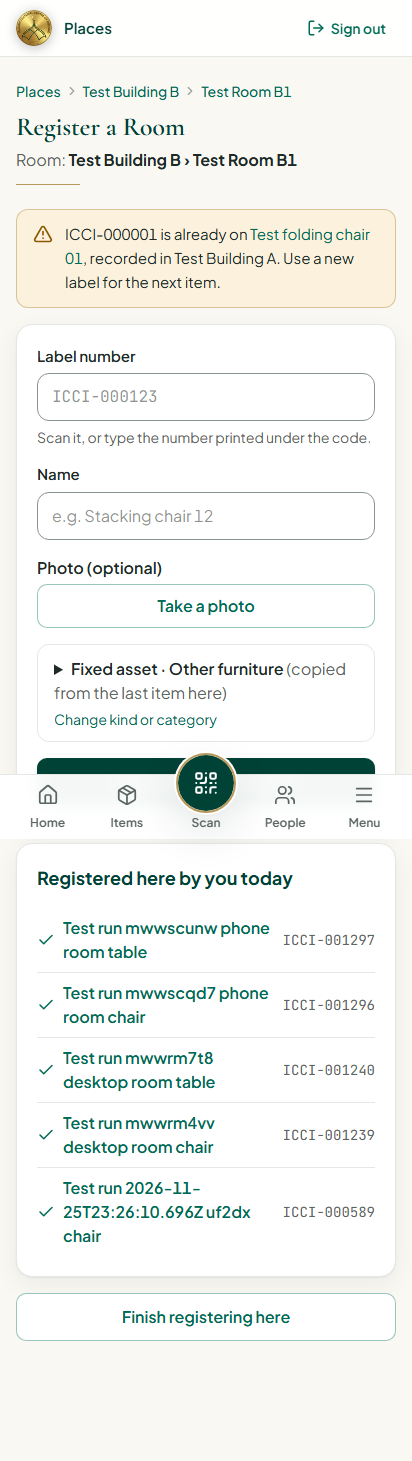 Places
Sign out
Places › Test Building B › Test Room B1
Register a Room
Room: Test Building B › Test Room B1
ICCI-000001 is already on Test folding chair
01, recorded in Test Building A. Use a new
label for the next item.
Label number
ICCI-000123
Scan it, or type the number printed under the code.
Name
e.g. Stacking chair 12
Photo (optional)
Take a photo
Fixed asset · Other furniture (copied
from the last item here)
Change kind or category
Home
Items
Scan
People
Menu
Registered here by you today
Test run mwwscunw phone
room table
ICCI-001297
Test run mwwscqd7 phone
room chair
ICCI-001296
Test run mwwrm7t8
desktop room table
ICCI-001240
Test run mwwrm4vv
desktop room chair
ICCI-001239
Test run 2026-11-
25T23:26:10.696Z uf2dx
chair
ICCI-000589
Finish registering here